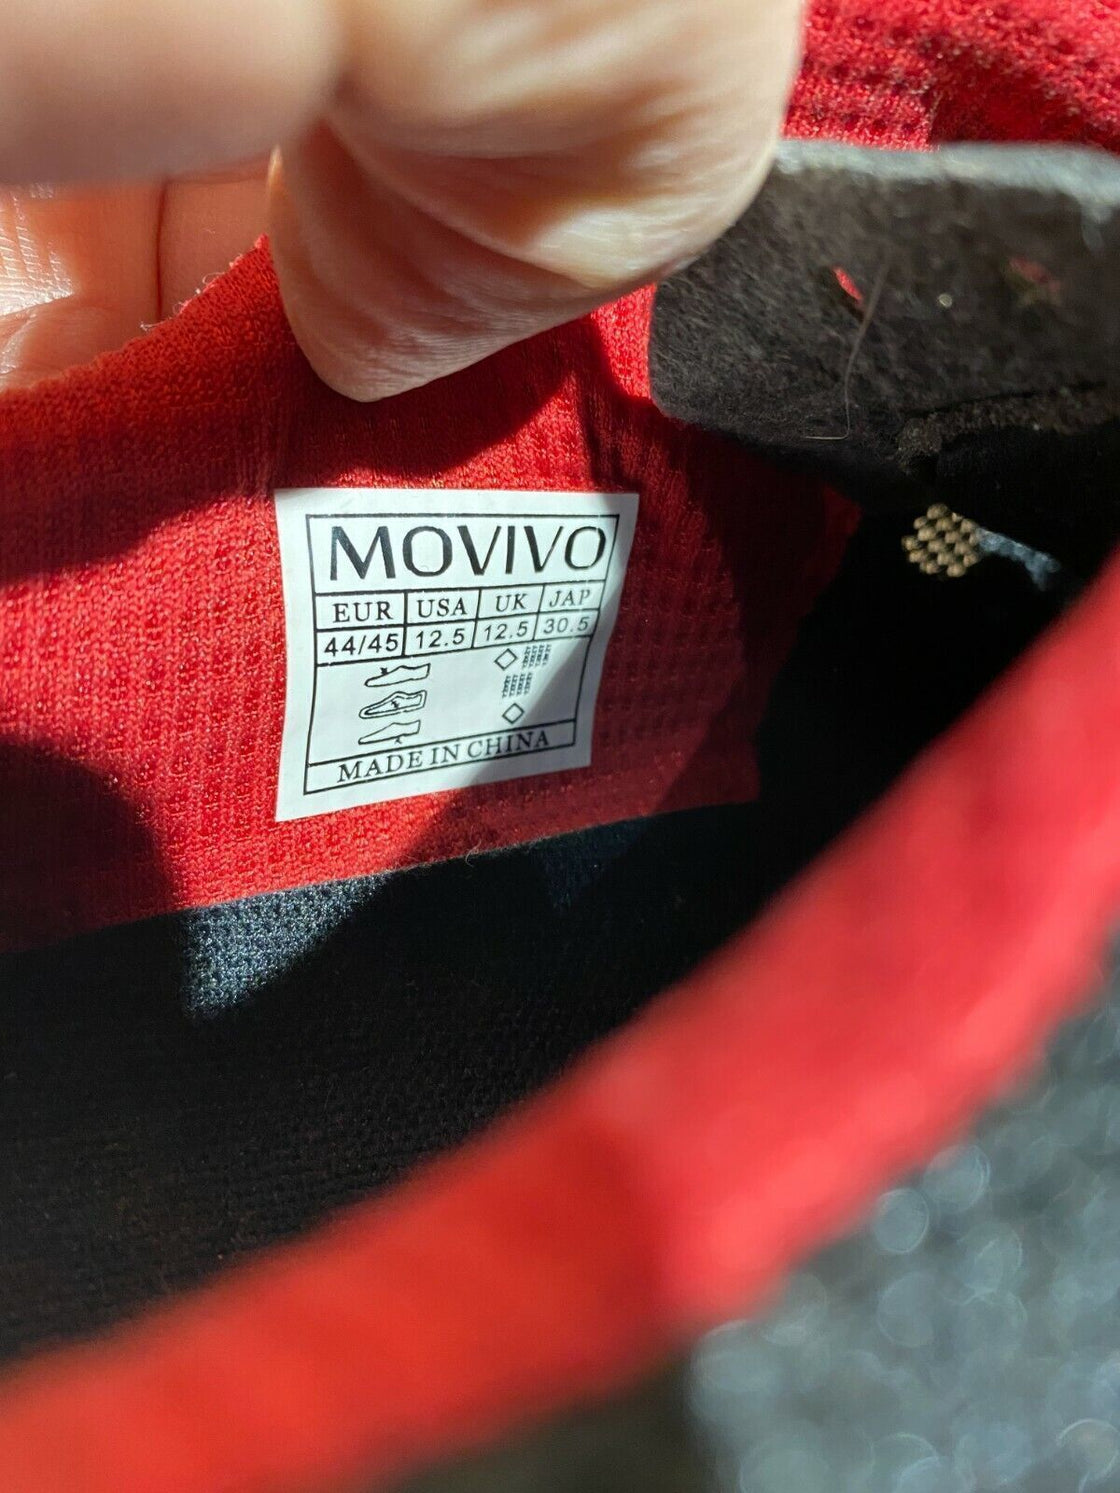 MOVIVO
EUR USA UK JAP
44/45 12.5 12.5 30.5
MADE IN CHINA